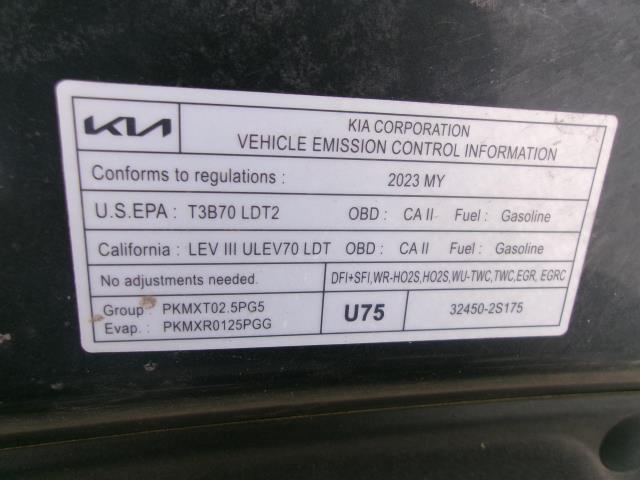 KIA
KIA CORPORATION
VEHICLE EMISSION CONTROL INFORMATION
Conforms to regulations : 2023 MY
U.S.EPA : T3B70 LDT2 OBD : CA II Fuel : Gasoline
California : LEV III ULEV70 LDT OBD : CA II Fuel : Gasoline
No adjustments needed. DFI+SFI,WR-HO2S,HO2S,WU-TWC,TWC,EGR, EGRC
Group : PKMXT02.5PG5
Evap. : PKMXR0125PGG
U75
32450-2S175